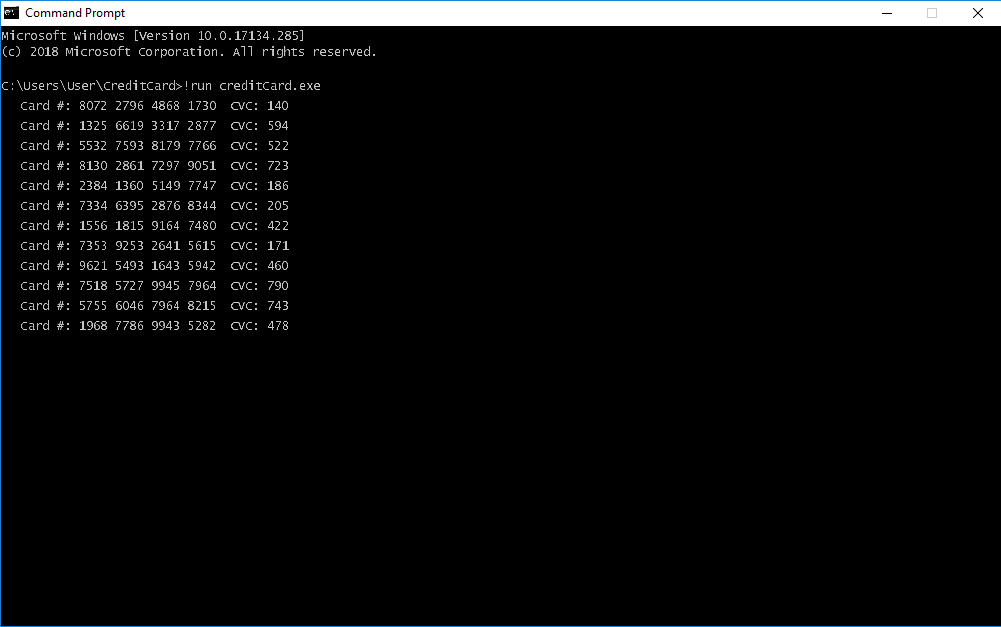 Command Prompt
Microsoft Windows [Version 10.0.17134.285]
(c) 2018 Microsoft Corporation. All rights reserved.
C:\Users\User\CreditCard>!run creditCard.exe
Card #: 8072 2796 4868 1730 CVC: 140
Card #: 1325 6619 3317 2877 CVC: 594
Card #: 5532 7593 8179 7766 CVC: 522
Card #: 8130 2861 7297 9051 CVC: 723
Card #: 2384 1360 5149 7747 CVC: 186
Card #: 7334 6395 2876 8344 CVC: 205
Card #: 1556 1815 9164 7480 CVC: 422
Card #: 7353 9253 2641 5615 CVC: 171
Card #: 9621 5493 1643 5942 CVC: 460
Card #: 7518 5727 9945 7964 CVC: 790
Card #: 5755 6046 7964 8215 CVC: 743
Card #: 1968 7786 9943 5282 CVC: 478